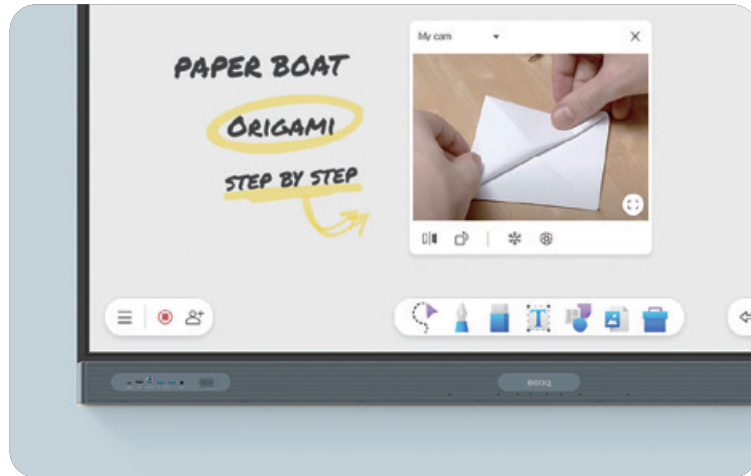 PAPER BOAT
ORIGAMI
STEP BY STEP
My cam
T
BenQ